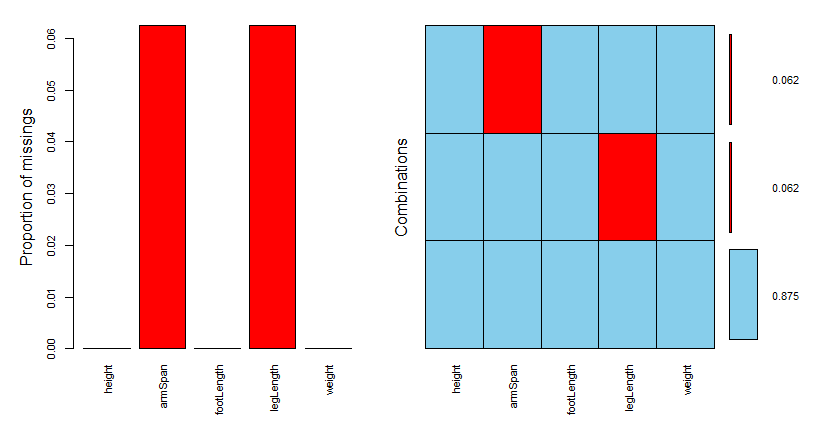 Proportion of missings
0.06
0.05
0.04
0.03
0.02
0.01
0.00
height
armSpan
footLength
legLength
weight
Combinations
0.062
0.062
0.875
height
armSpan
footLength
legLength
weight